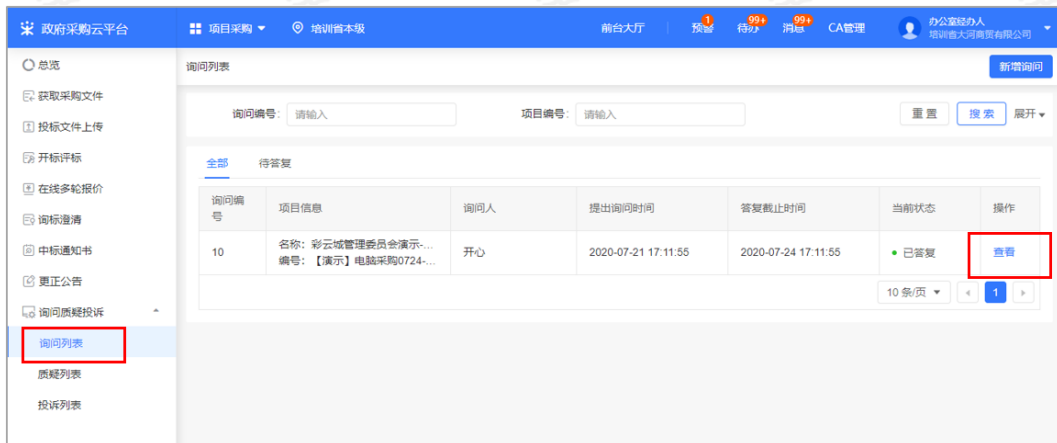 政府采购云平台
项目采购
培训省本级
前台大厅
预警
1
待办
99+
消息
99+
CA管理
办公室经办人
培训省大河商贸有限公司
总览
获取采购文件
投标文件上传
开标评标
在线多轮报价
询标澄清
中标通知书
更正公告
询问质疑投诉
询问列表
质疑列表
投诉列表
询问列表
新增询问
询问编号: 请输入
项目编号: 请输入
重置
搜索
展开
全部
待答复
询问编号
项目信息
询问人
提出询问时间
答复截止时间
当前状态
操作
10
名称：彩云城管理委员会演示-...
编号：【演示】电脑采购0724-...
开心
2020-07-21 17:11:55
2020-07-24 17:11:55
已答复
查看
10 条/页
1